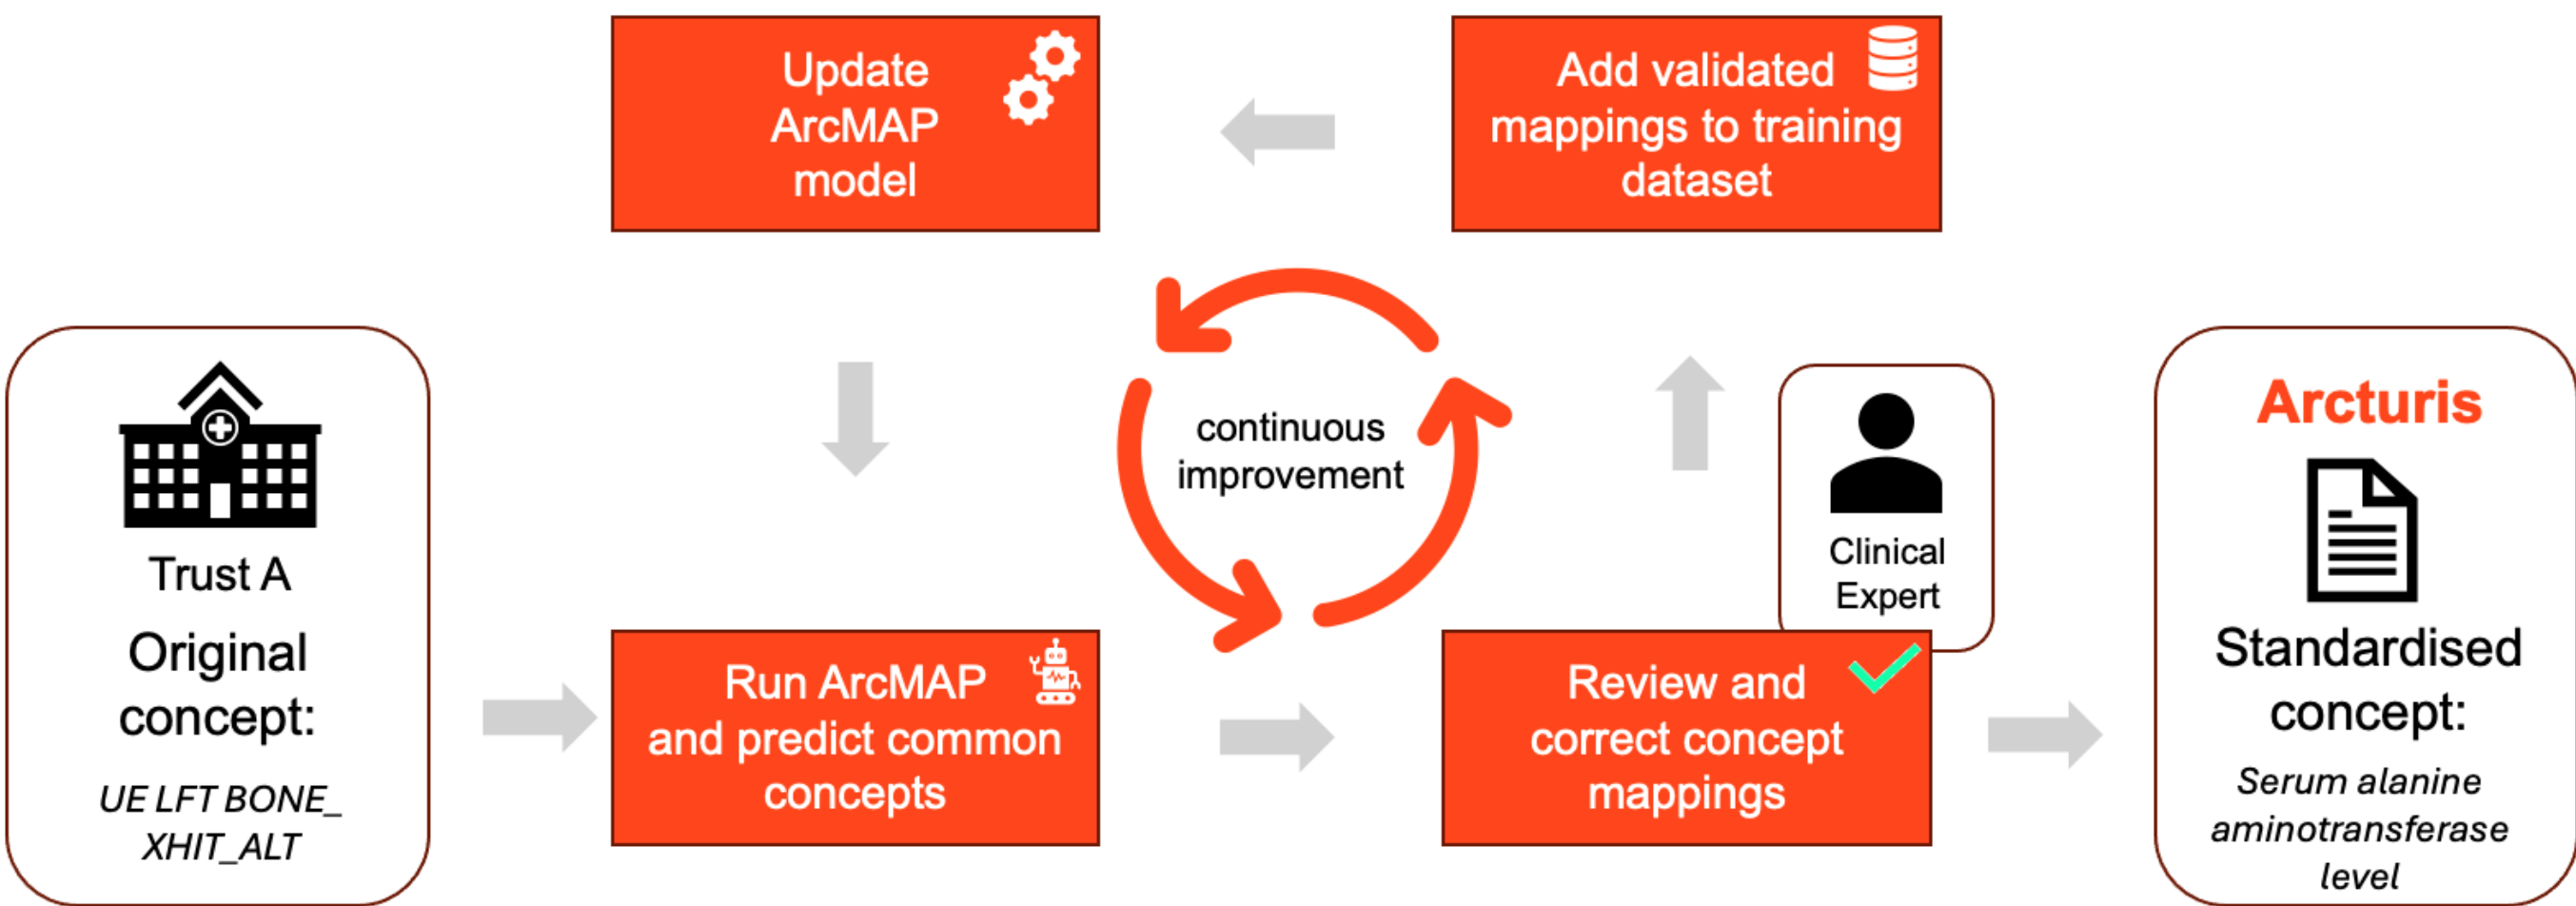 Update
ArcMAP
model
Add validated
mappings to training
dataset
continuous
improvement
Trust A
Original
concept:
UE LFT BONE_
XHIT_ALT
Run ArcMAP
and predict common
concepts
Clinical
Expert
Review and
correct concept
mappings
Arcturis
Standardised
concept:
Serum alanine
aminotransferase
level